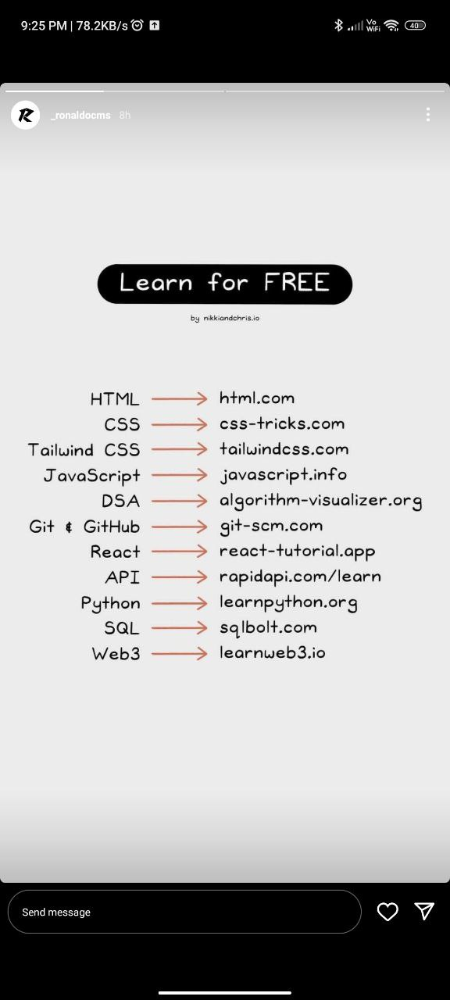 9:25 PM | 78.2KB/s
Vo
WiFi
40
_ronaldocms 8h
Learn for FREE
by nikkiandchris.io
HTML → html.com
CSS → css-tricks.com
Tailwind CSS → tailwindcss.com
JavaScript → javascript.info
DSA → algorithm-visualizer.org
Git & GitHub → git-scm.com
React → react-tutorial.app
API → rapidapi.com/learn
Python → learnpython.org
SQL → sqlbolt.com
Web3 → learnweb3.io
Send message